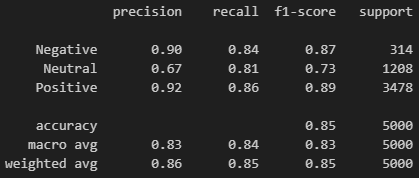 precision recall f1-score support
Negative 0.90 0.84 0.87 314
Neutral 0.67 0.81 0.73 1208
Positive 0.92 0.86 0.89 3478
accuracy 0.85 5000
macro avg 0.83 0.84 0.83 5000
weighted avg 0.86 0.85 0.85 5000